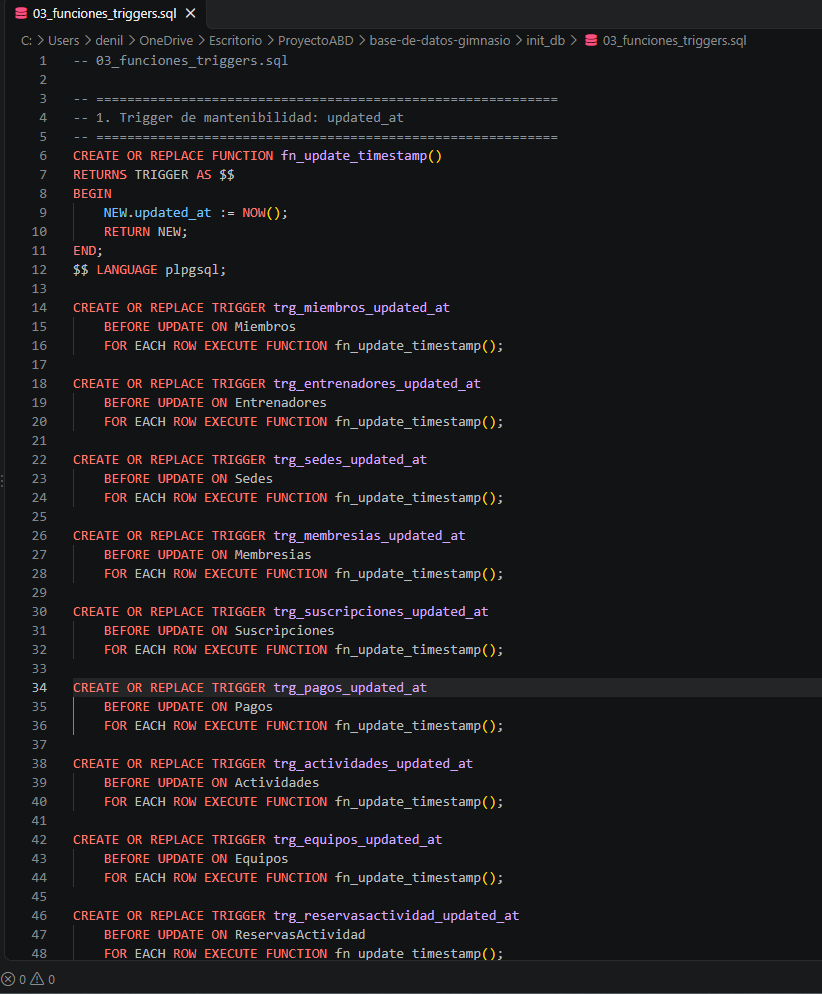 03_funciones_triggers.sql
C: > Users > denil > OneDrive > Escritorio > ProyectoABD > base-de-datos-gimnasio > init_db > 03_funciones_triggers.sql
1 -- 03_funciones_triggers.sql
2
3 -- ============================================================
4 -- 1. Trigger de mantenibilidad: updated_at
5 -- ============================================================
6 CREATE OR REPLACE FUNCTION fn_update_timestamp()
7 RETURNS TRIGGER AS $$
8 BEGIN
9     NEW.updated_at := NOW();
10     RETURN NEW;
11 END;
12 $$ LANGUAGE plpgsql;
13
14 CREATE OR REPLACE TRIGGER trg_miembros_updated_at
15     BEFORE UPDATE ON Miembros
16     FOR EACH ROW EXECUTE FUNCTION fn_update_timestamp();
17
18 CREATE OR REPLACE TRIGGER trg_entrenadores_updated_at
19     BEFORE UPDATE ON Entrenadores
20     FOR EACH ROW EXECUTE FUNCTION fn_update_timestamp();
21
22 CREATE OR REPLACE TRIGGER trg_sedes_updated_at
23     BEFORE UPDATE ON Sedes
24     FOR EACH ROW EXECUTE FUNCTION fn_update_timestamp();
25
26 CREATE OR REPLACE TRIGGER trg_membresias_updated_at
27     BEFORE UPDATE ON Membresias
28     FOR EACH ROW EXECUTE FUNCTION fn_update_timestamp();
29
30 CREATE OR REPLACE TRIGGER trg_suscripciones_updated_at
31     BEFORE UPDATE ON Suscripciones
32     FOR EACH ROW EXECUTE FUNCTION fn_update_timestamp();
33
34 CREATE OR REPLACE TRIGGER trg_pagos_updated_at
35     BEFORE UPDATE ON Pagos
36     FOR EACH ROW EXECUTE FUNCTION fn_update_timestamp();
37
38 CREATE OR REPLACE TRIGGER trg_actividades_updated_at
39     BEFORE UPDATE ON Actividades
40     FOR EACH ROW EXECUTE FUNCTION fn_update_timestamp();
41
42 CREATE OR REPLACE TRIGGER trg_equipos_updated_at
43     BEFORE UPDATE ON Equipos
44     FOR EACH ROW EXECUTE FUNCTION fn_update_timestamp();
45
46 CREATE OR REPLACE TRIGGER trg_reservasactividad_updated_at
47     BEFORE UPDATE ON ReservasActividad
48     FOR EACH ROW EXECUTE FUNCTION fn_update_timestamp();
0 0